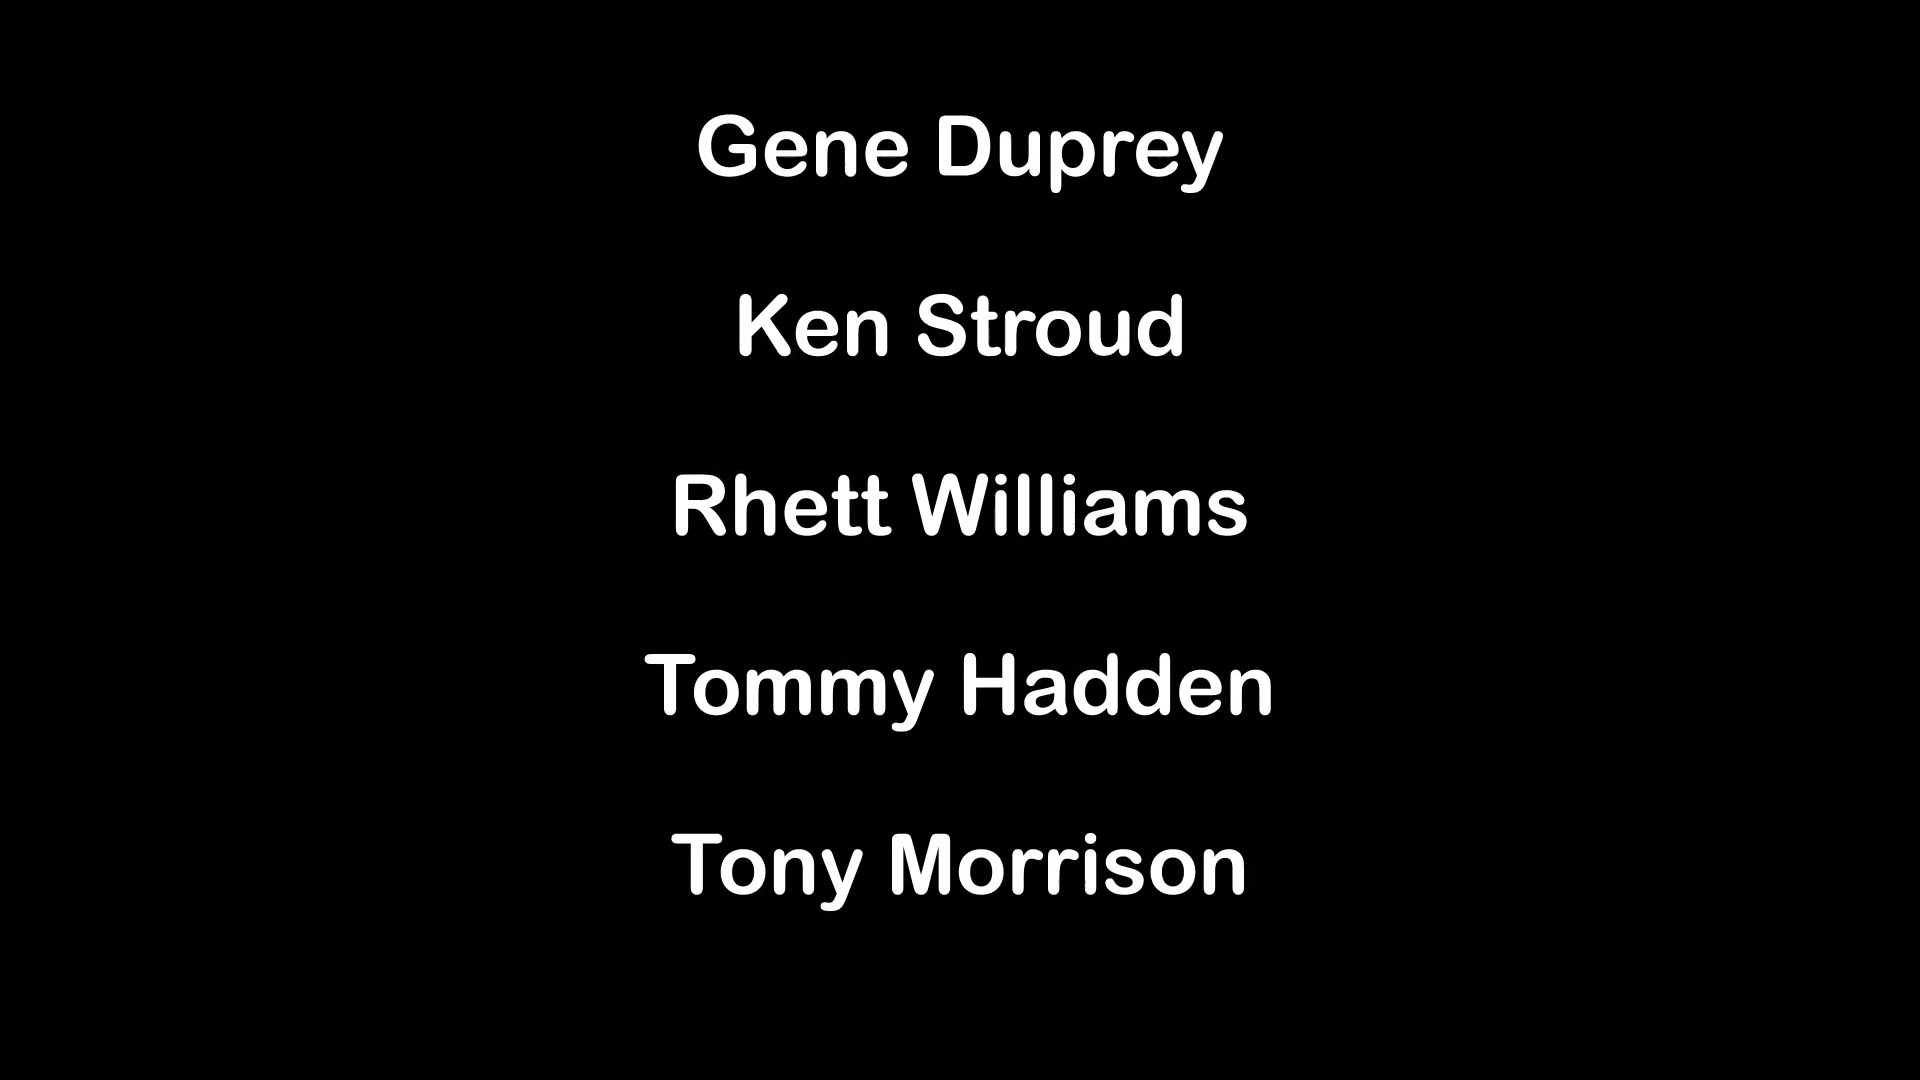 Gene Duprey
Ken Stroud
Rhett Williams
Tommy Hadden
Tony Morrison